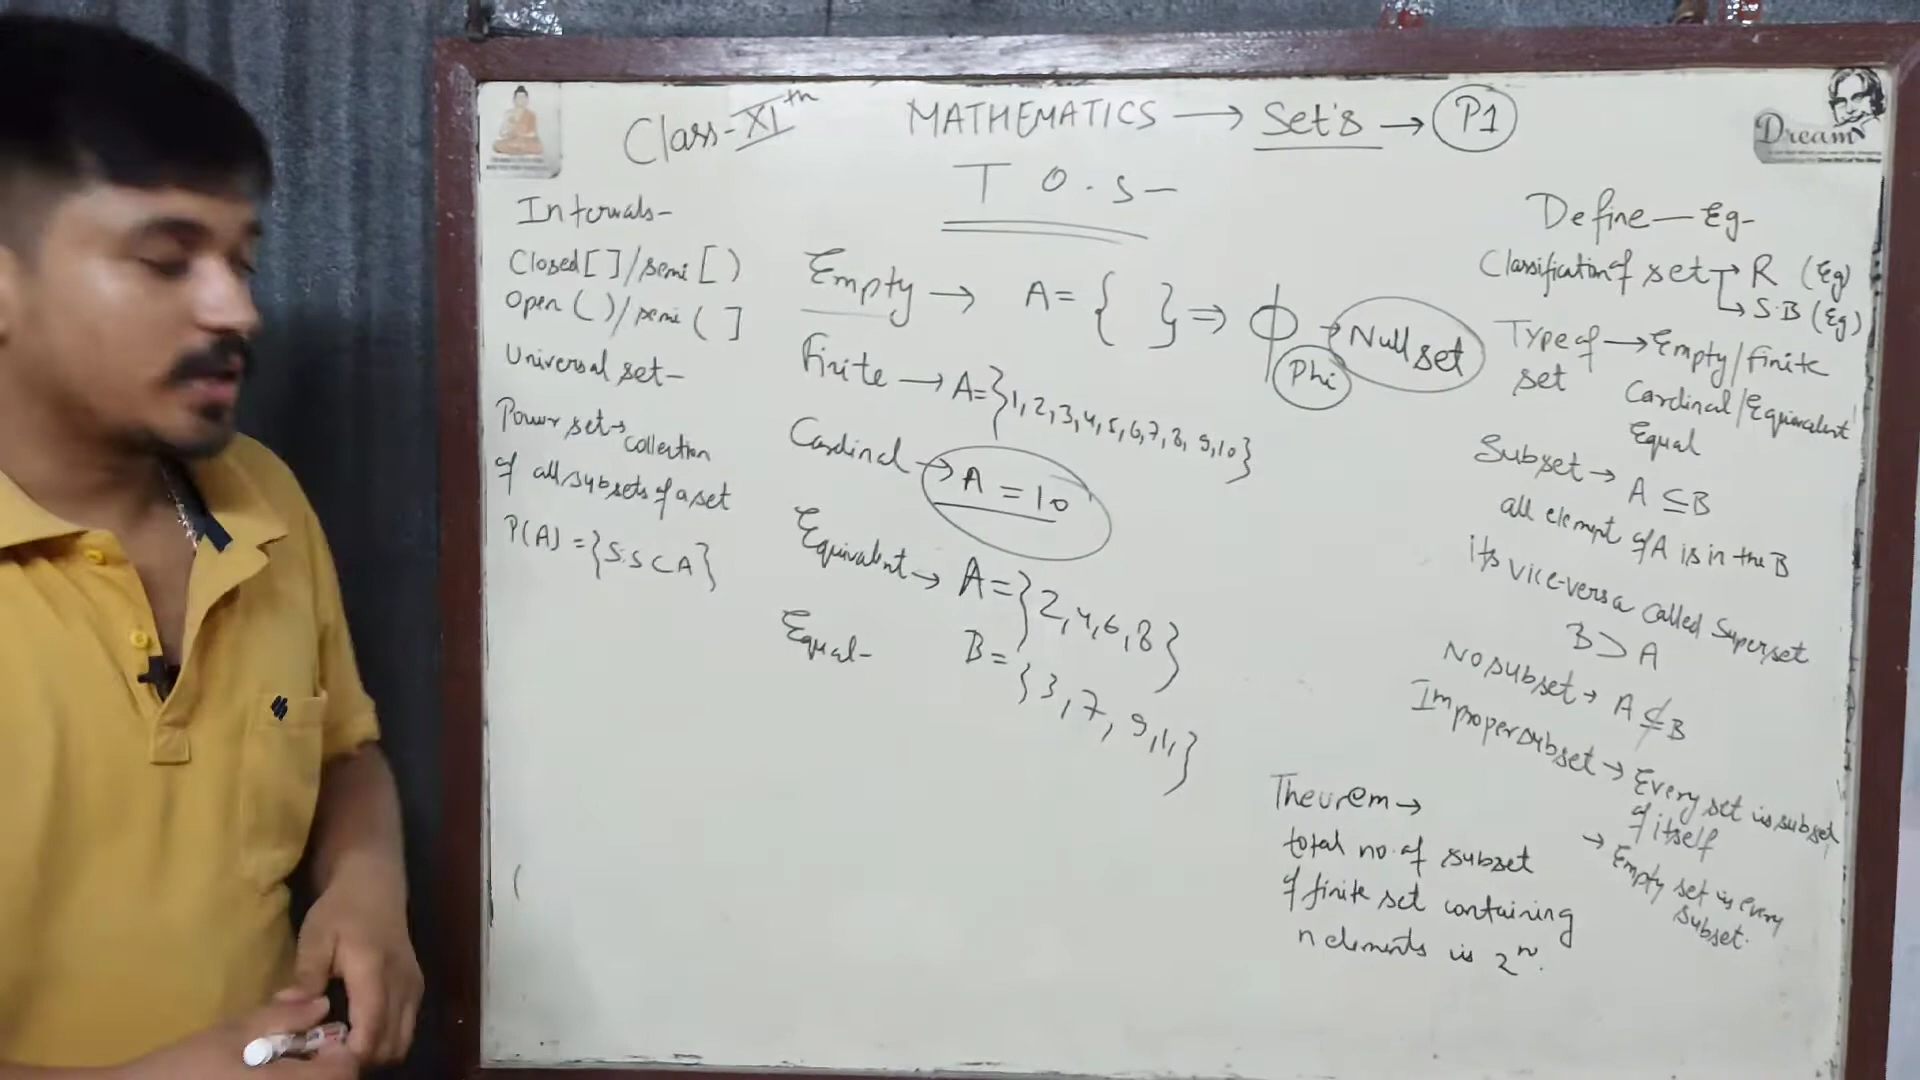 Class-XIth MATHEMATICS → Set's → P1
T O.S-
Intervals-
Closed [ ] / semi [ )
Open ( ) / semi ( ]
Universal set-
Power set → collection
of all subsets of a set
P(A) = {S.S ⊂ A}
(
Empty → A = { } ⇒ ϕ → Null set
Phi
Finite → A = {1, 2, 3, 4, 5, 6, 7, 8, 9, 10}
Cardinal → A = 10
Equivalent → A = {2, 4, 6, 8}
Equal- B = {3, 7, 9, 11}
Dream
Define — Eg-
Classification of set → R (Eg)
→ S.B (Eg)
Type of set → Empty / finite
Cardinal / Equivalent
Equal
Subset → A ⊆ B
all element of A is in the B
its vice-versa called Superset
B ⊃ A
No subset → A ⊄ B
Improper subset → Every set is subset
of itself
→ Empty set is every
subset.
Theurem →
total no. of subset
of finite set containing
n elements is 2ⁿ.